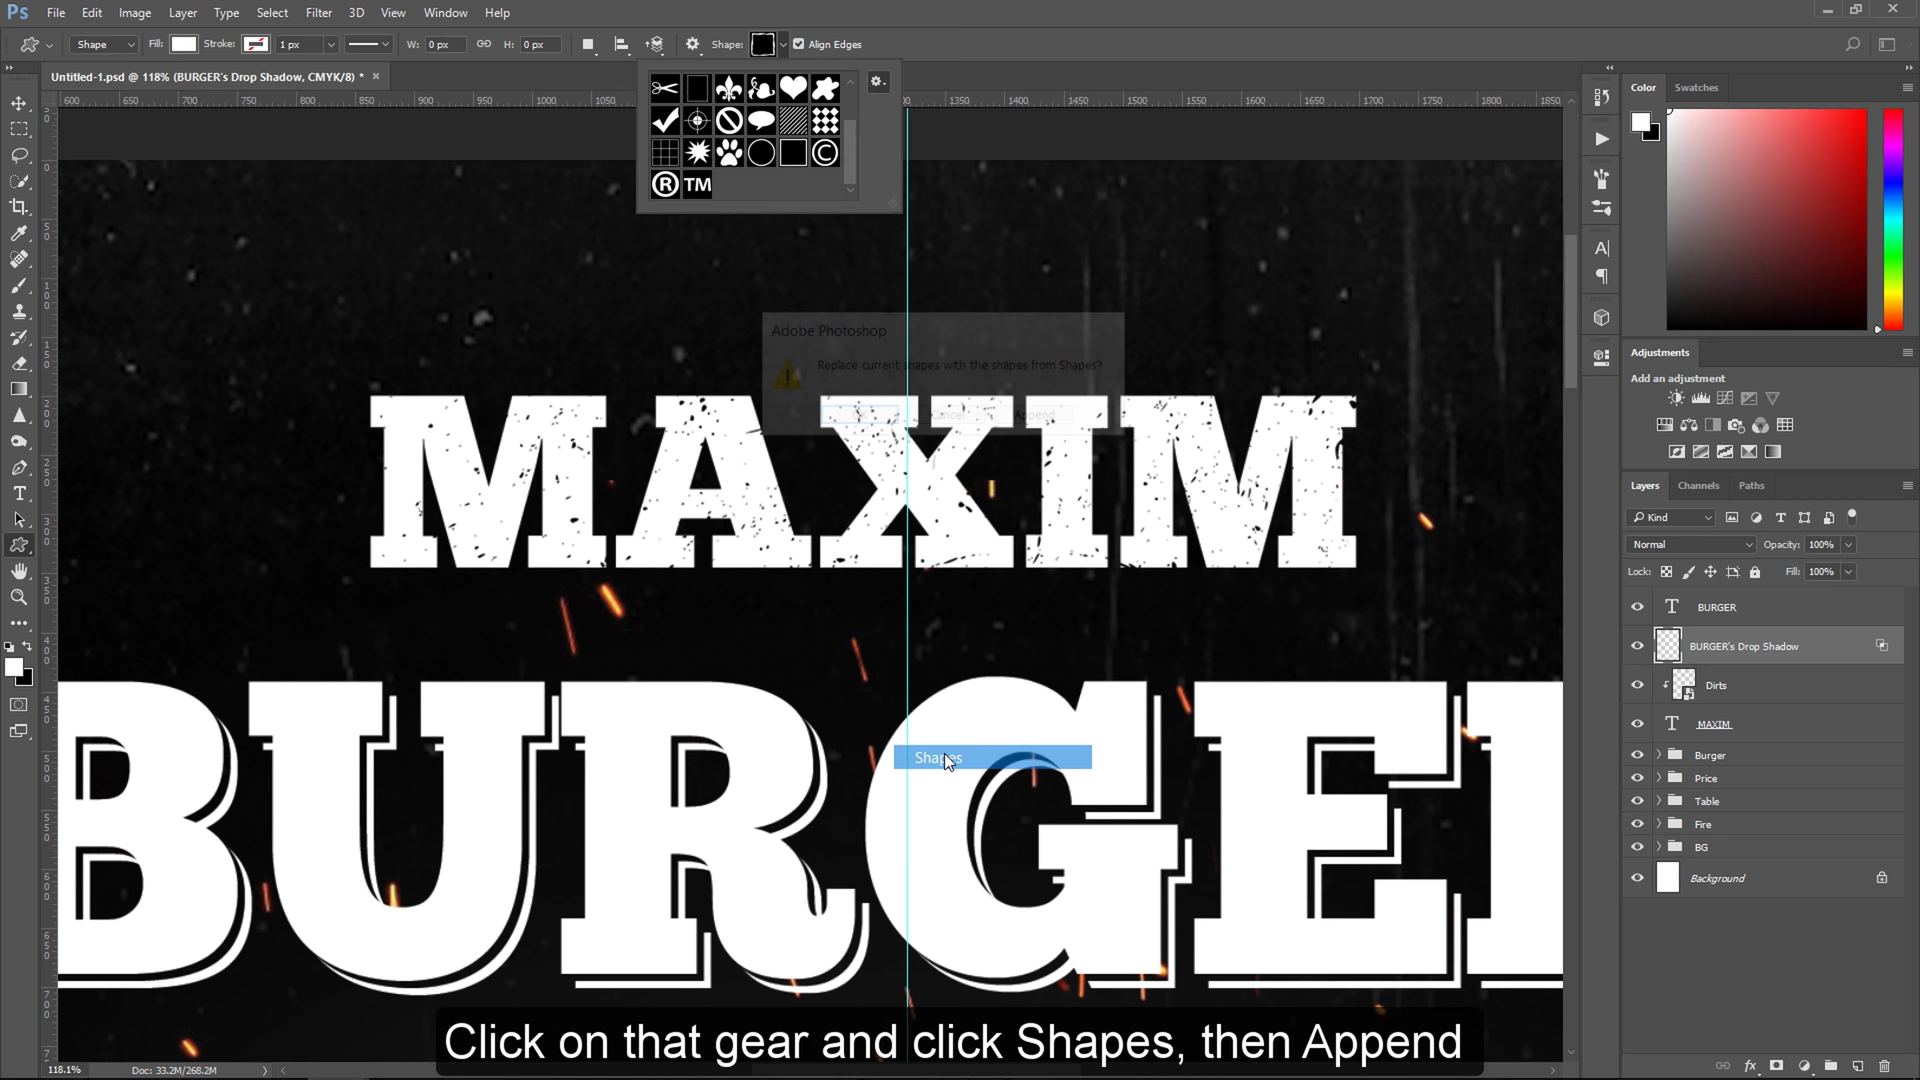 Ps File Edit Image Layer Type Select Filter 3D View Window Help
Shape Fill: Stroke: 1 px W: 0 px H: 0 px Shape: Align Edges
Untitled-1.psd @ 118% (BURGER's Drop Shadow, CMYK/8) *
600 650 700 750 800 850 900 950 1000 1050 1350 1400 1450 1500 1550 1600 1650 1700 1750 1800 1850
© ® TM
Adobe Photoshop
Replace current shapes with the shapes from Shapes?
Cancel Append
MAXIM
Shapes
BURGER
Click on that gear and click Shapes, then Append
118.1% Doc: 33.2M/268.2M
Color Swatches
Adjustments
Add an adjustment
Layers Channels Paths
Kind
Normal Opacity: 100%
Lock: Fill: 100%
BURGER
BURGER's Drop Shadow
Dirts
MAXIM
Burger
Price
Table
Fire
BG
Background